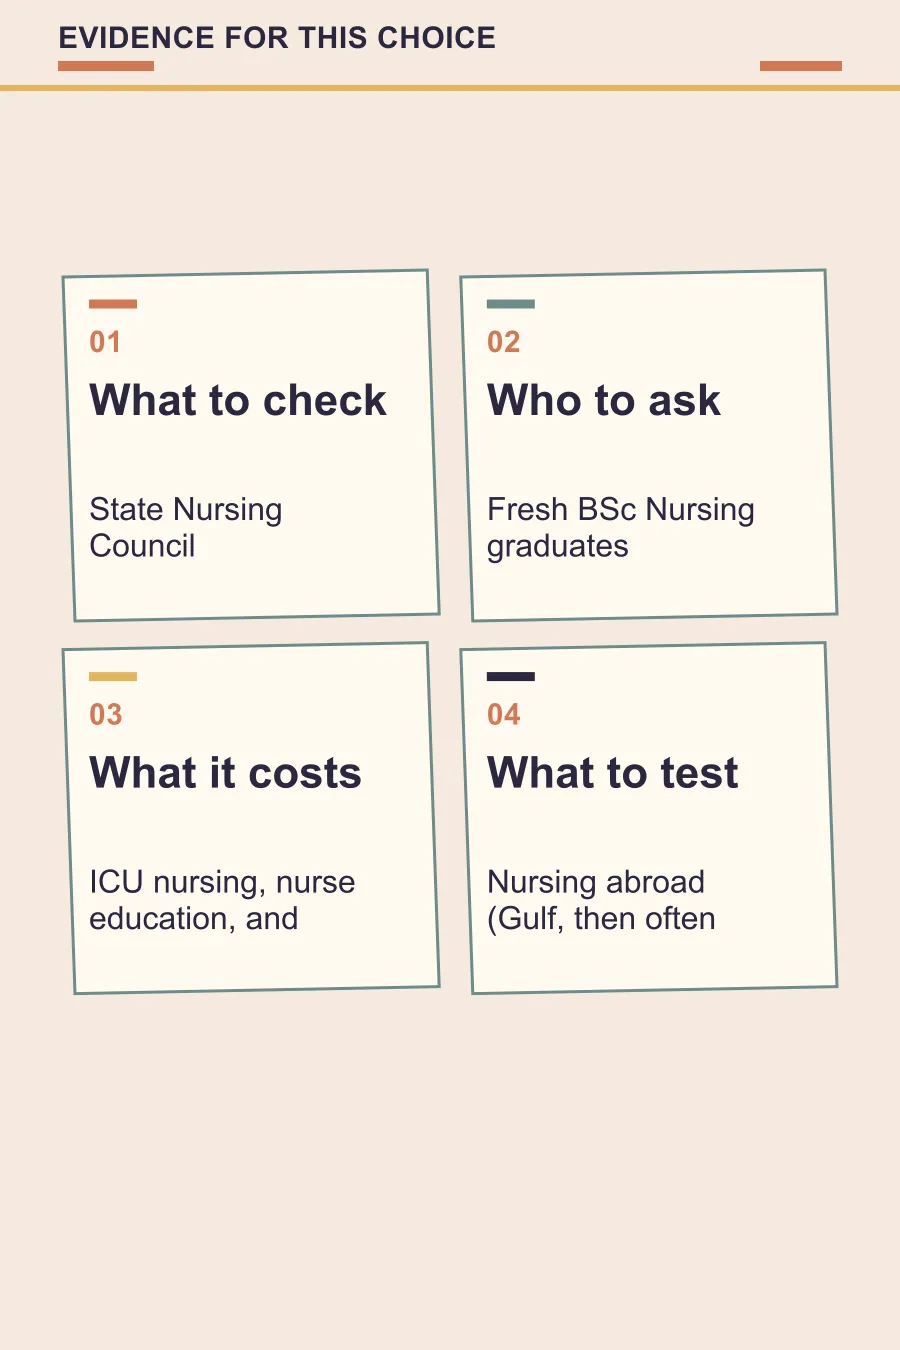 EVIDENCE FOR THIS CHOICE
01
What to check
State Nursing
Council
02
Who to ask
Fresh BSc Nursing
graduates
03
What it costs
ICU nursing, nurse
education, and
04
What to test
Nursing abroad
(Gulf, then often